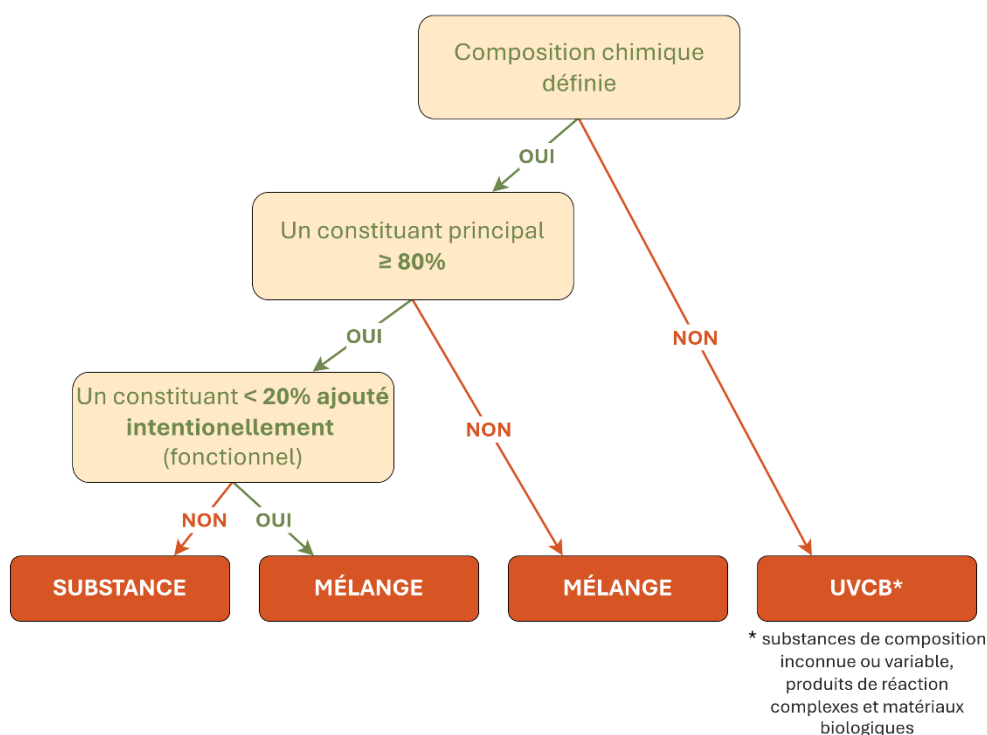 Composition chimique
définie
OUI
Un constituant principal
≥ 80%
OUI
NON
Un constituant < 20% ajouté
intentionellement
(fonctionnel)
NON
NON
OUI
SUBSTANCE
MÉLANGE
MÉLANGE
UVCB*
* substances de composition
inconnue ou variable,
produits de réaction
complexes et matériaux
biologiques